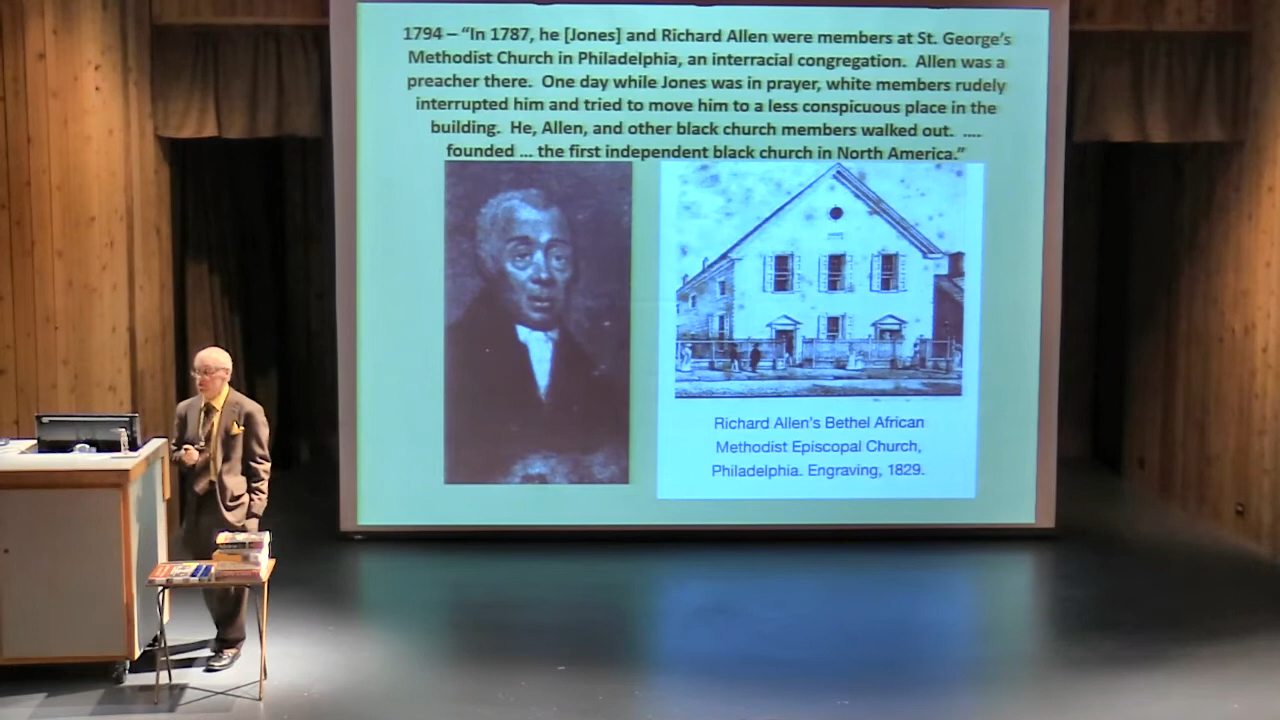 1794 – “In 1787, he [Jones] and Richard Allen were members at St. George’s
Methodist Church in Philadelphia, an interracial congregation. Allen was a
preacher there. One day while Jones was in prayer, white members rudely
interrupted him and tried to move him to a less conspicuous place in the
building. He, Allen, and other black church members walked out. ....
founded ... the first independent black church in North America.”
Richard Allen’s Bethel African
Methodist Episcopal Church,
Philadelphia. Engraving, 1829.